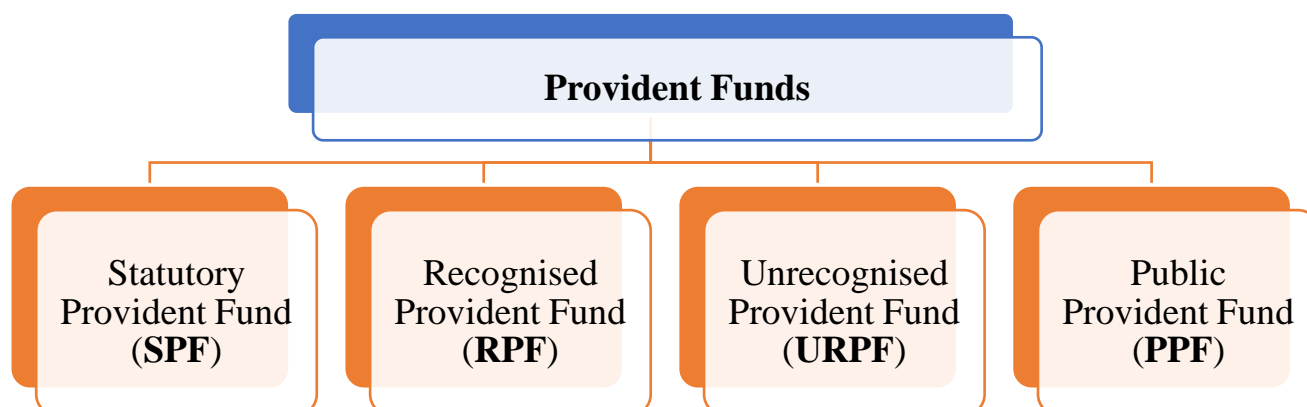 Provident Funds
Statutory
Provident Fund
(SPF)
Recognised
Provident Fund
(RPF)
Unrecognised
Provident Fund
(URPF)
Public
Provident Fund
(PPF)